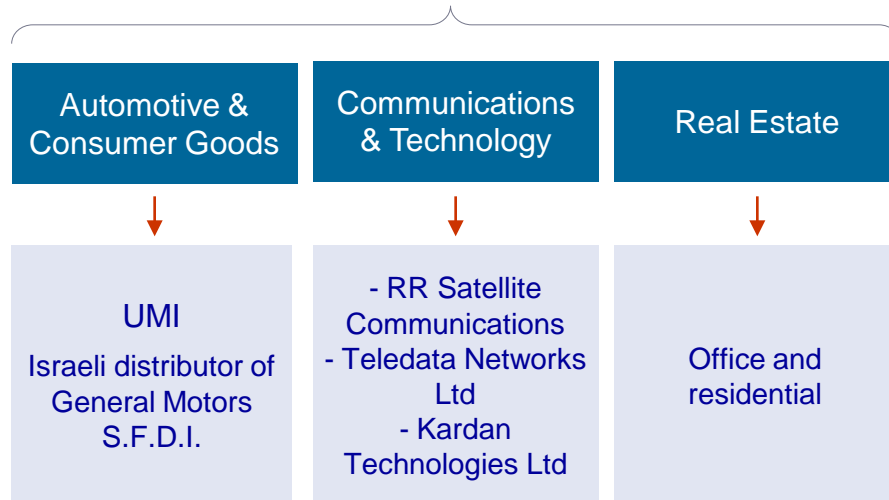 Automotive &
Consumer Goods
Communications
& Technology
Real Estate
UMI
Israeli distributor of
General Motors
S.F.D.I.
- RR Satellite
Communications
- Teledata Networks
Ltd
- Kardan
Technologies Ltd
Office and
residential